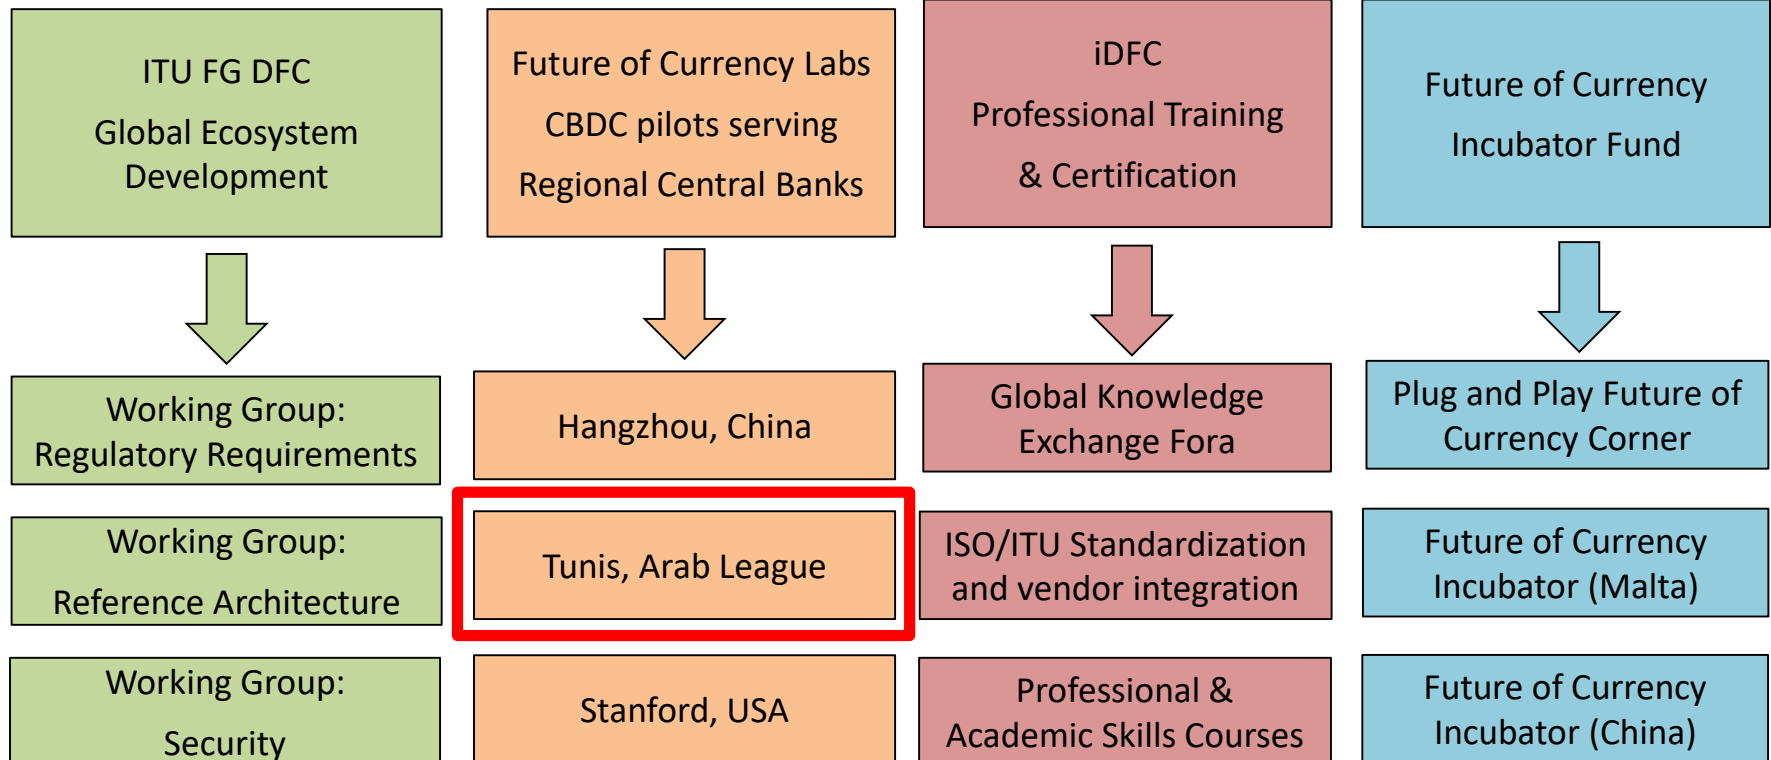 ITU FG DFC
Global Ecosystem
Development
Future of Currency Labs
CBDC pilots serving
Regional Central Banks
iDFC
Professional Training
& Certification
Future of Currency
Incubator Fund
Working Group:
Regulatory Requirements
Hangzhou, China
Global Knowledge
Exchange Fora
Plug and Play Future of
Currency Corner
Working Group:
Reference Architecture
Tunis, Arab League
ISO/ITU Standardization
and vendor integration
Future of Currency
Incubator (Malta)
Working Group:
Security
Stanford, USA
Professional &
Academic Skills Courses
Future of Currency
Incubator (China)